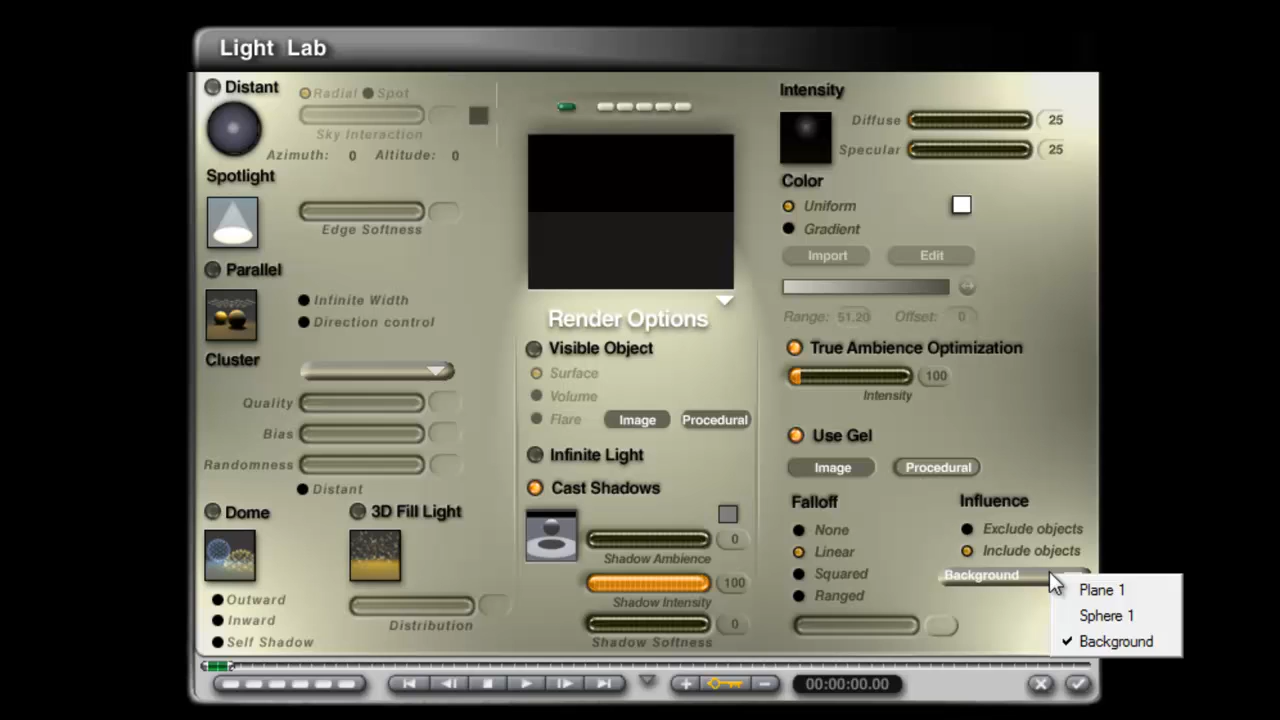 Light Lab
Distant
Radial Spot
Sky Interaction
Azimuth: 0 Altitude: 0
Spotlight
Edge Softness
Parallel
Infinite Width
Direction control
Cluster
Quality
Bias
Randomness
Distant
Dome
3D Fill Light
Outward
Inward
Self Shadow
Distribution
Render Options
Visible Object
Surface
Volume
Flare Image Procedural
Infinite Light
Cast Shadows
0
Shadow Ambience
100
Shadow Intensity
0
Shadow Softness
Intensity
Diffuse 25
Specular 25
Color
Uniform
Gradient
Import Edit
Range: 51.20 Offset: 0
True Ambience Optimization
100
Intensity
Use Gel
Image Procedural
Falloff
None
Linear
Squared
Ranged
Influence
Exclude objects
Include objects
Background
Plane 1
Sphere 1
Background
00:00:00.00